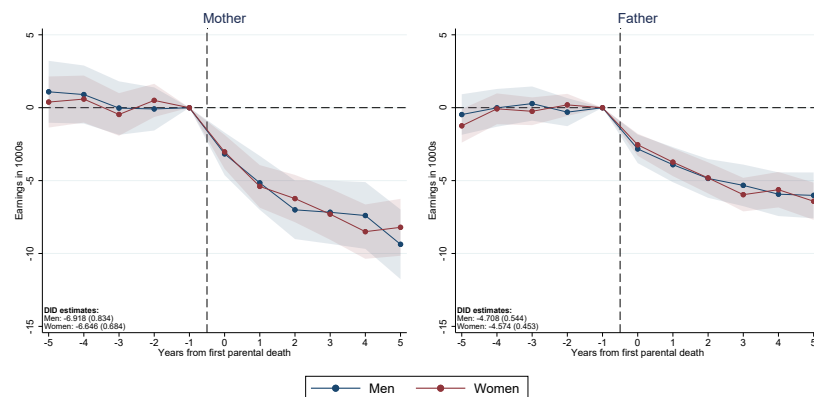 Mother
5
0
-5
-10
-15
Earnings in 1000s
DID estimates:
Men: -6.918 (0.834)
Women: -6.646 (0.684)
-5 -4 -3 -2 -1 0 1 2 3 4 5
Years from first parental death
Father
5
0
-5
-10
-15
Earnings in 1000s
DID estimates:
Men: -4.708 (0.544)
Women: -4.574 (0.453)
-5 -4 -3 -2 -1 0 1 2 3 4 5
Years from first parental death
Men Women